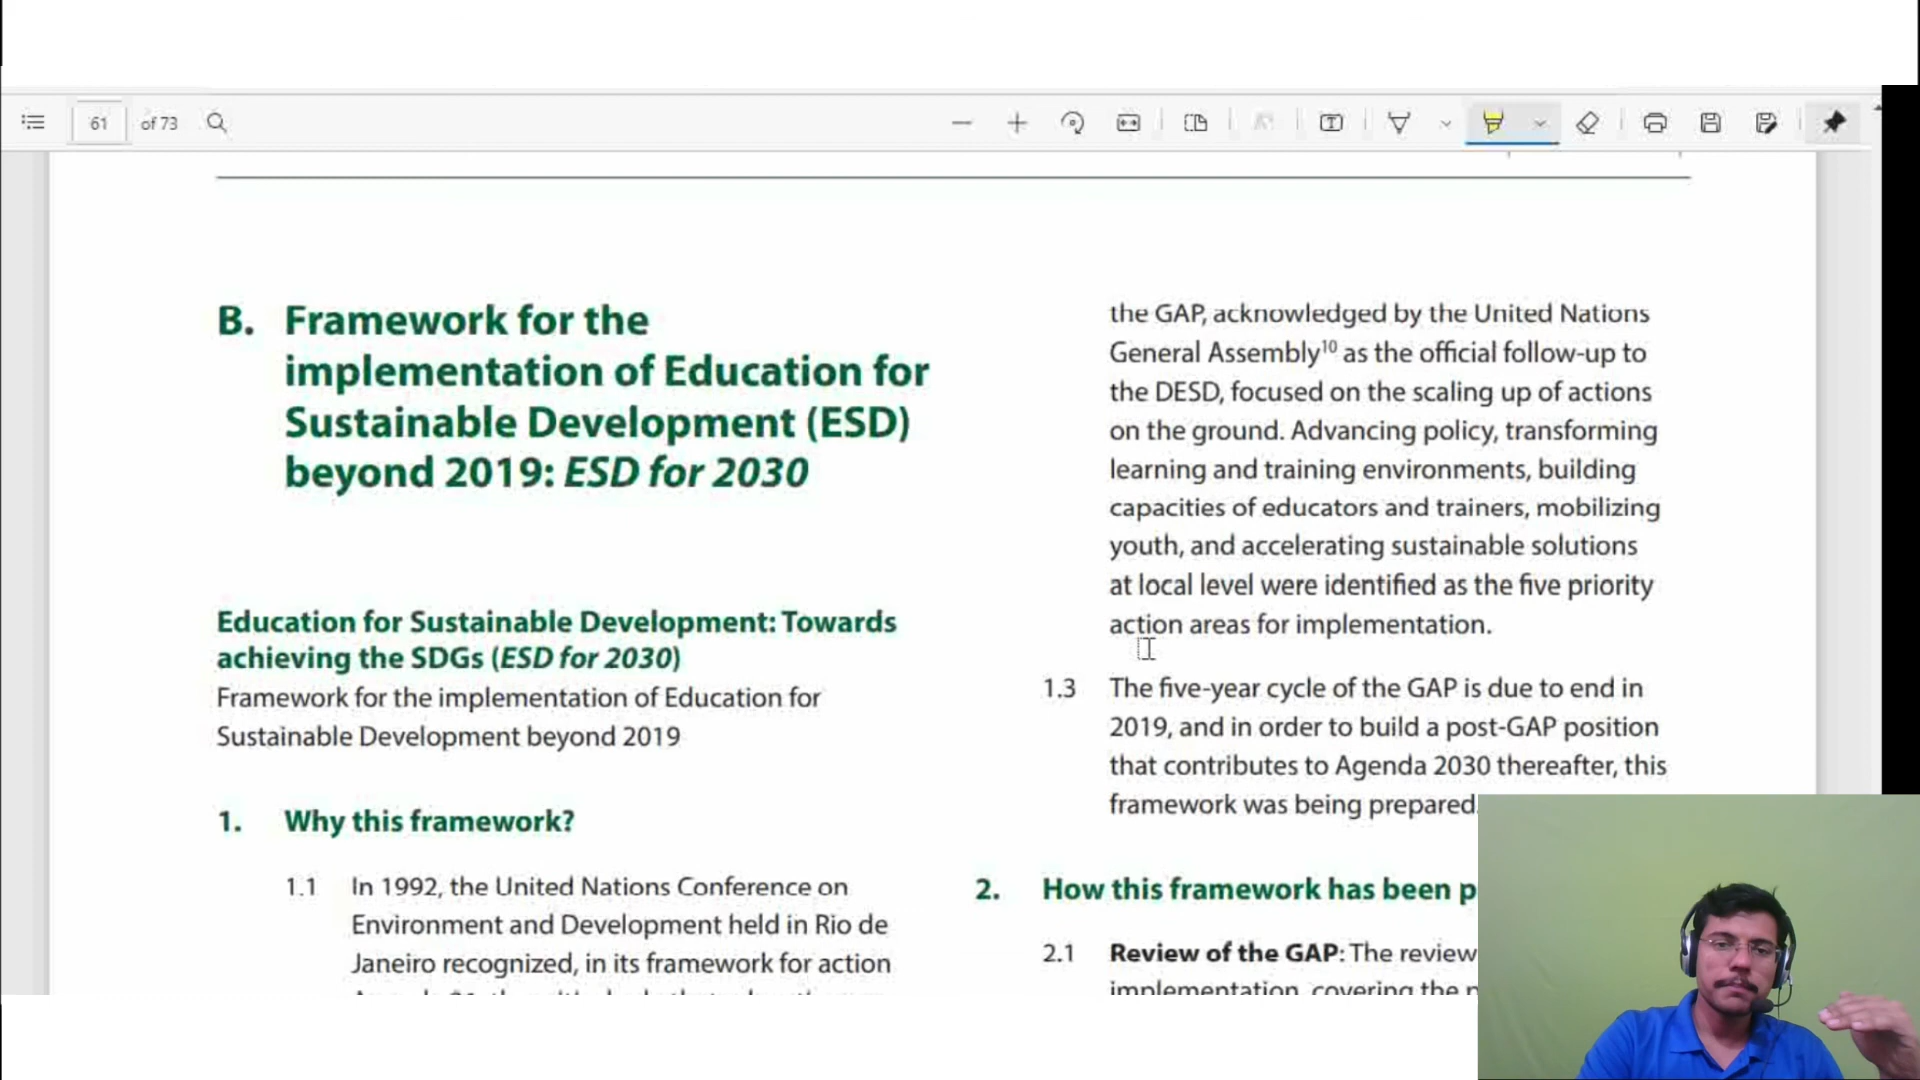 61 of 73
B. Framework for the
implementation of Education for
Sustainable Development (ESD)
beyond 2019: ESD for 2030
Education for Sustainable Development: Towards
achieving the SDGs (ESD for 2030)
Framework for the implementation of Education for
Sustainable Development beyond 2019
1. Why this framework?
1.1 In 1992, the United Nations Conference on
Environment and Development held in Rio de
Janeiro recognized, in its framework for action
the GAP, acknowledged by the United Nations
General Assembly10 as the official follow-up to
the DESD, focused on the scaling up of actions
on the ground. Advancing policy, transforming
learning and training environments, building
capacities of educators and trainers, mobilizing
youth, and accelerating sustainable solutions
at local level were identified as the five priority
action areas for implementation.
1.3 The five-year cycle of the GAP is due to end in
2019, and in order to build a post-GAP position
that contributes to Agenda 2030 thereafter, this
framework was being prepared.
2. How this framework has been p
2.1 Review of the GAP: The review
implementation, covering the